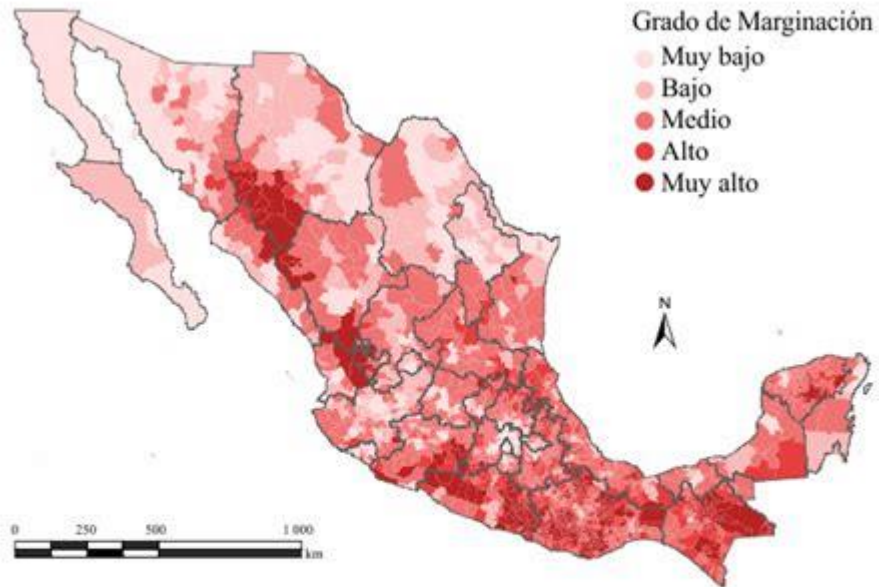 Grado de Marginación
Muy bajo
Bajo
Medio
Alto
Muy alto
N
0 250 500 1 000
km